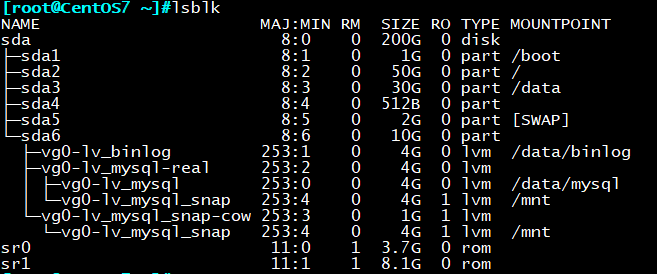 [root@CentOS7 ~]#lsblk
NAME                      MAJ:MIN RM  SIZE RO TYPE MOUNTPOINT
sda                         8:0    0  200G  0 disk
├─sda1                      8:1    0    1G  0 part /boot
├─sda2                      8:2    0   50G  0 part /
├─sda3                      8:3    0   30G  0 part /data
├─sda4                      8:4    0  512B  0 part
├─sda5                      8:5    0    2G  0 part [SWAP]
└─sda6                      8:6    0   10G  0 part
  ├─vg0-lv_binlog         253:1    0    4G  0 lvm  /data/binlog
  ├─vg0-lv_mysql-real     253:2    0    4G  0 lvm
  │ ├─vg0-lv_mysql        253:0    0    4G  0 lvm  /data/mysql
  │ └─vg0-lv_mysql_snap   253:4    0    4G  1 lvm  /mnt
  └─vg0-lv_mysql_snap-cow 253:3    0    1G  1 lvm
    └─vg0-lv_mysql_snap   253:4    0    4G  1 lvm  /mnt
sr0                        11:0    1  3.7G  0 rom
sr1                        11:1    1  8.1G  0 rom